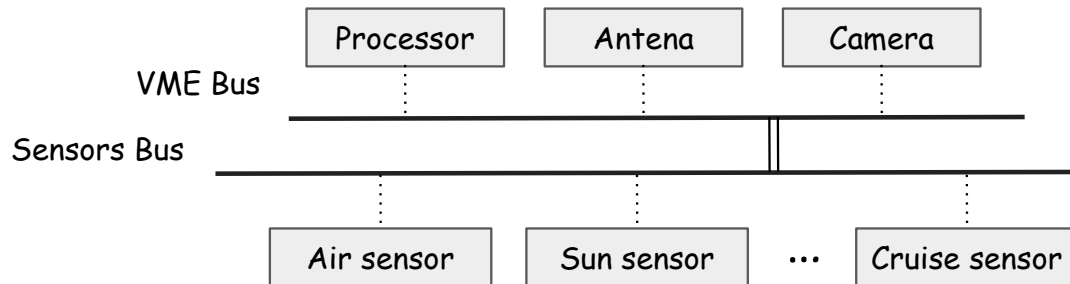 Processor
Antena
Camera
VME Bus
Sensors Bus
Air sensor
Sun sensor
...
Cruise sensor